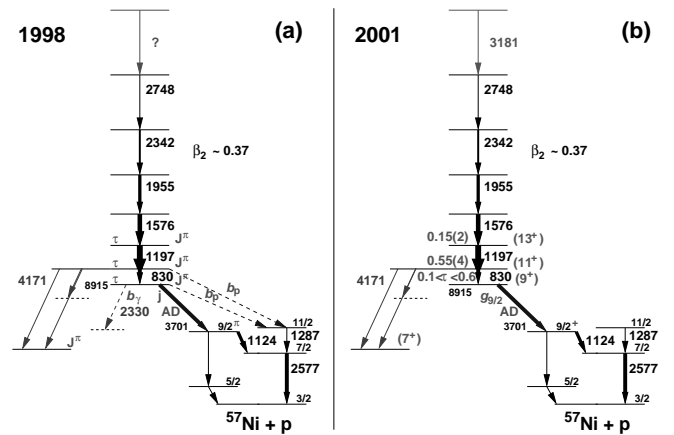 1998
(a)
?
2748
2342
β2 ~ 0.37
1955
1576
τ
Jπ
1197
Jπ
τ
830
Jπ
4171
8915
τ
bγ
j
bp
bp
2330
AD
3701
9/2π
11/2
1124
1287
7/2
2577
Jπ
5/2
3/2
57Ni + p
2001
(b)
3181
2748
2342
β2 ~ 0.37
1955
1576
0.15(2)
(13+)
1197
0.55(4)
(11+)
4171
0.1<τ<0.6
830
(9+)
8915
g9/2
AD
3701
9/2+
11/2
1124
1287
7/2
(7+)
2577
5/2
3/2
57Ni + p